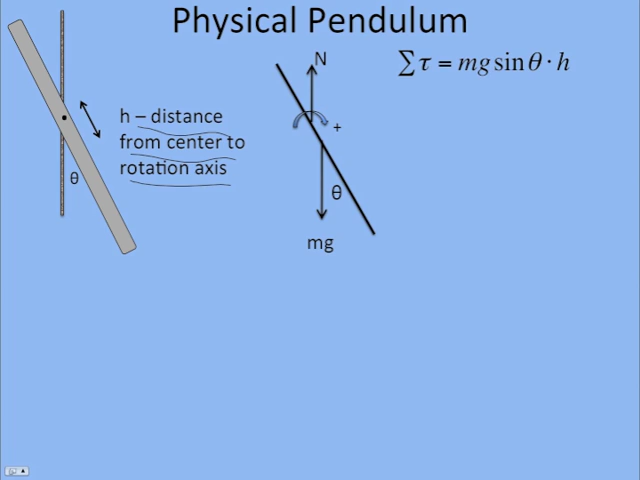 Physical Pendulum
h – distance
from center to
rotation axis
θ
N
+
θ
mg
∑τ = mg sin θ · h